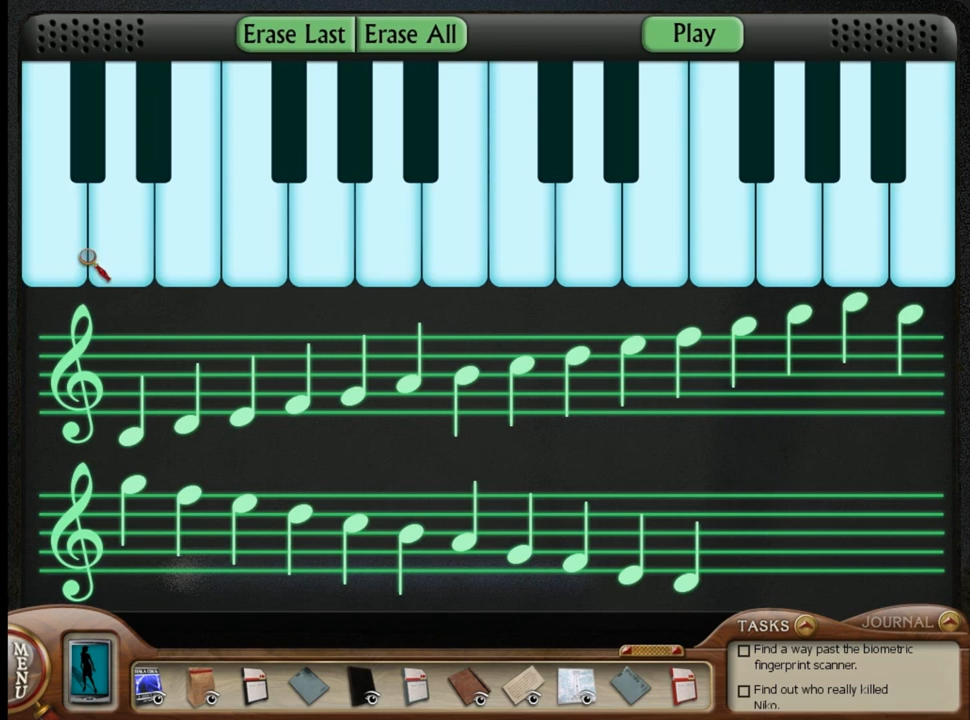 Erase Last Erase All Play
TASKS JOURNAL
MENU
Find a way past the biometric
fingerprint scanner.
Find out who really killed
Niko.